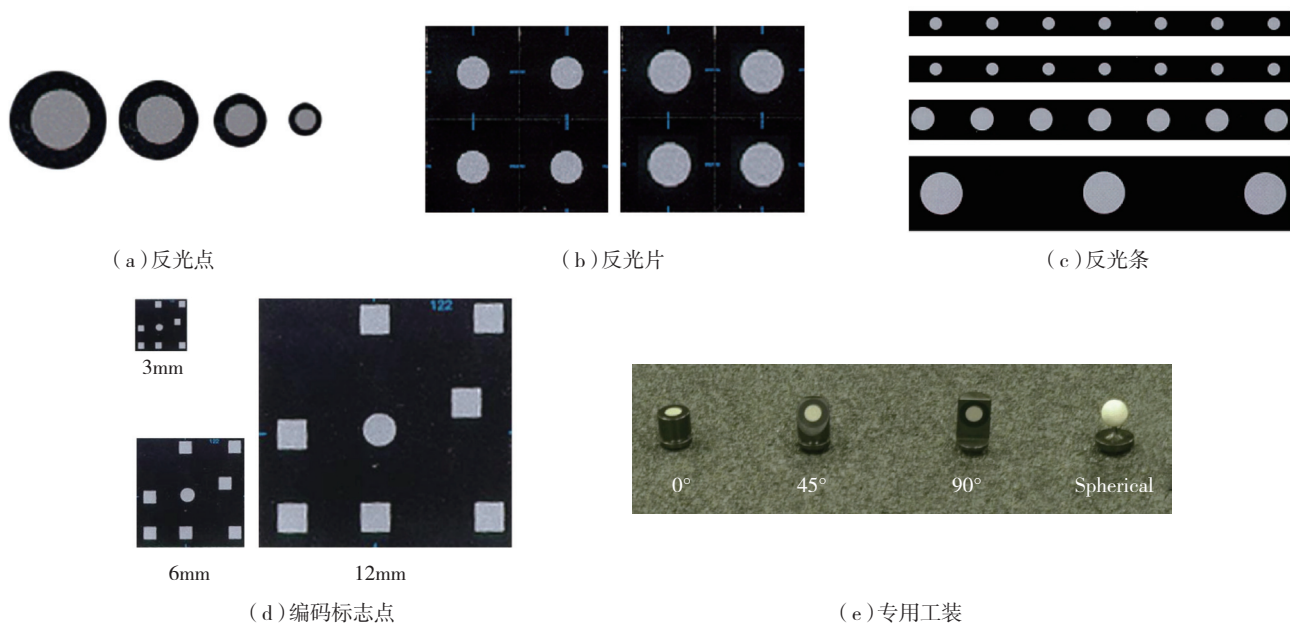 (a)反光点
(b)反光片
(c)反光条
122
3mm
122
6mm
12mm
(d)编码标志点
0°
45°
90°
Spherical
(e)专用工装